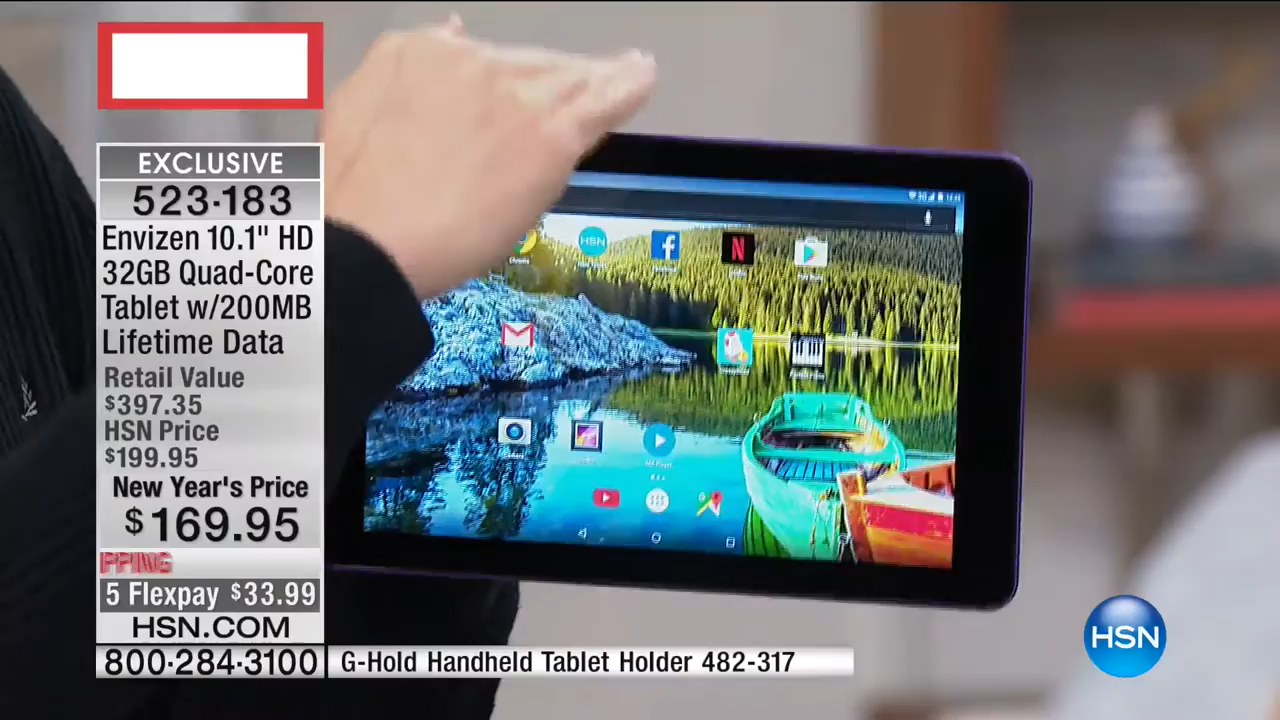 EXCLUSIVE
523·183
Envizen 10.1" HD
32GB Quad-Core
Tablet w/200MB
Lifetime Data
Retail Value
$397.35
HSN Price
$199.95
New Year's Price
$169.95
PPING
5 Flexpay $33.99
HSN.COM
800·284·3100
G-Hold Handheld Tablet Holder 482-317
HSN
HSN